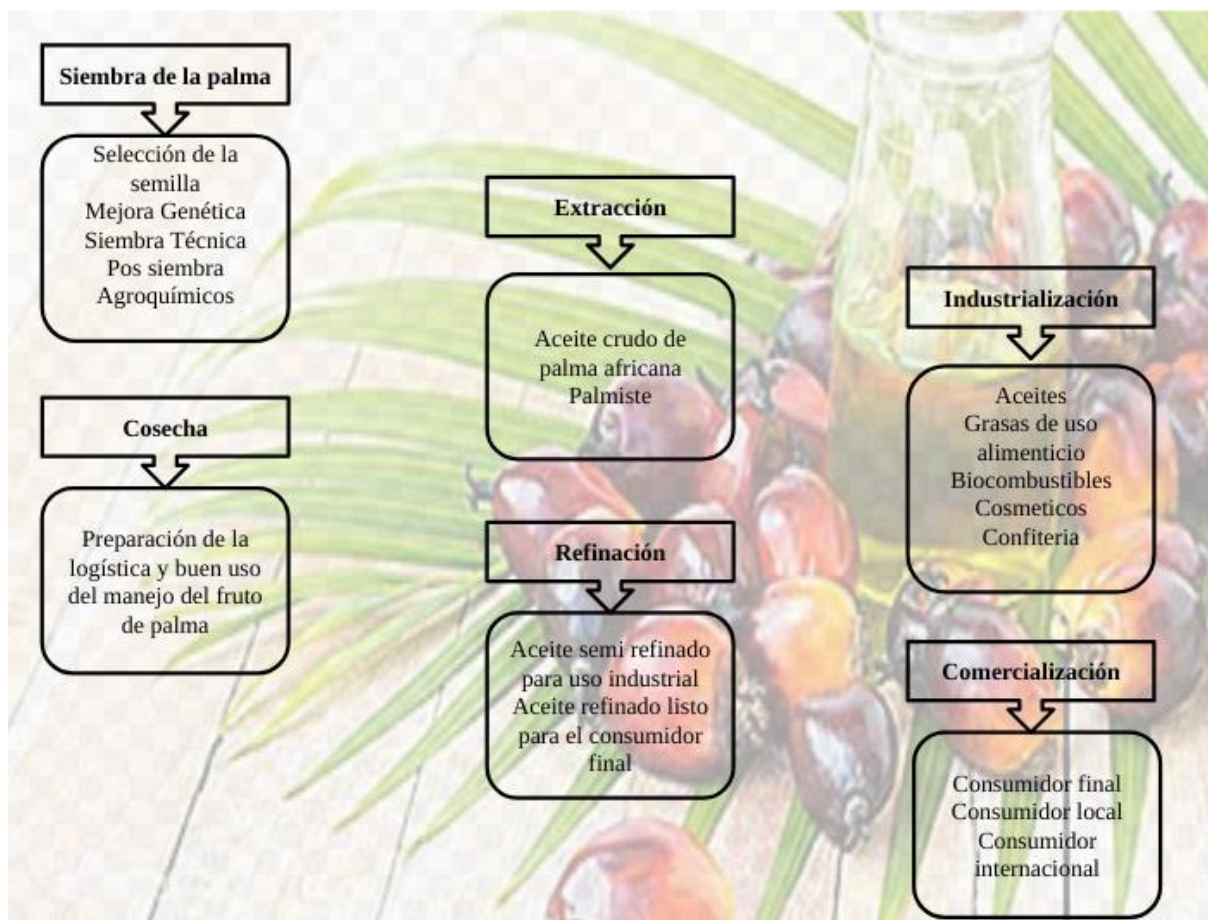 Siembra de la palma
Selección de la
semilla
Mejora Genética
Siembra Técnica
Pos siembra
Agroquímicos
Cosecha
Preparación de la
logística y buen uso
del manejo del fruto
de palma
Extracción
Aceite crudo de
palma africana
Palmiste
Refinación
Aceite semi refinado
para uso industrial
Aceite refinado listo
para el consumidor
final
Industrialización
Aceites
Grasas de uso
alimenticio
Biocombustibles
Cosmeticos
Confiteria
Comercialización
Consumidor final
Consumidor local
Consumidor
internacional